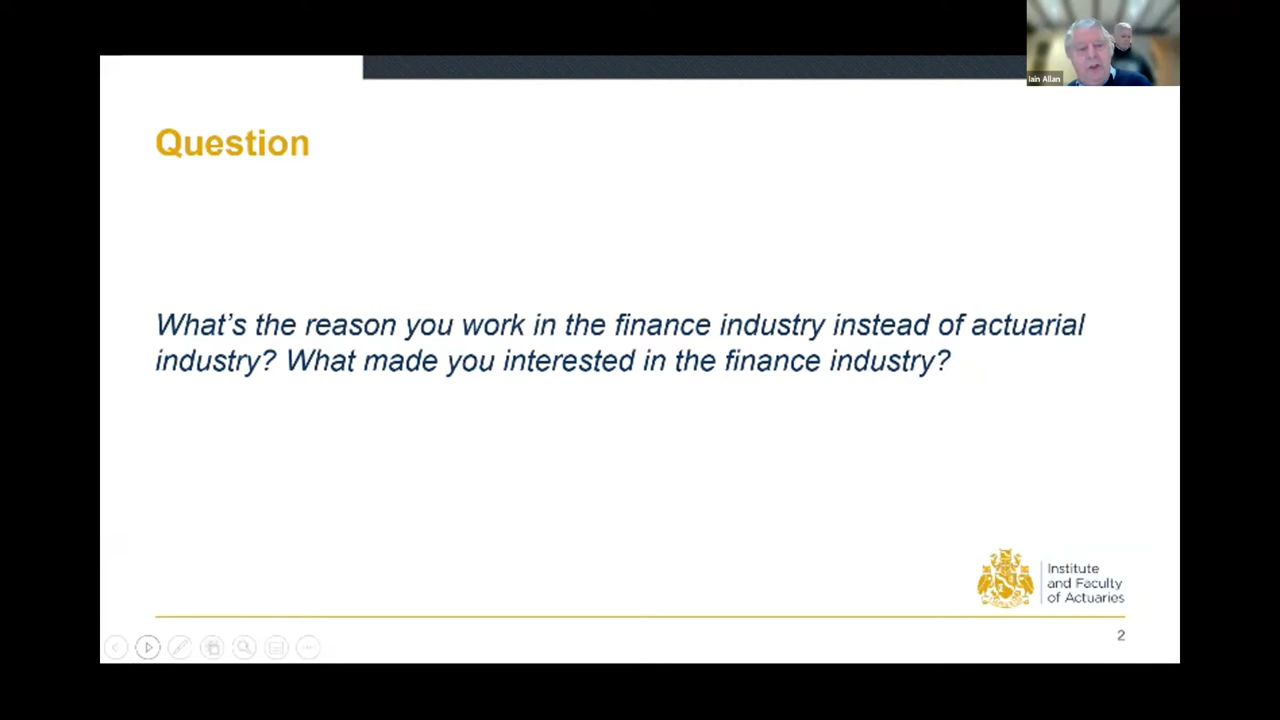 Iain Allan
Question
What's the reason you work in the finance industry instead of actuarial
industry? What made you interested in the finance industry?
Institute
and Faculty
of Actuaries
2